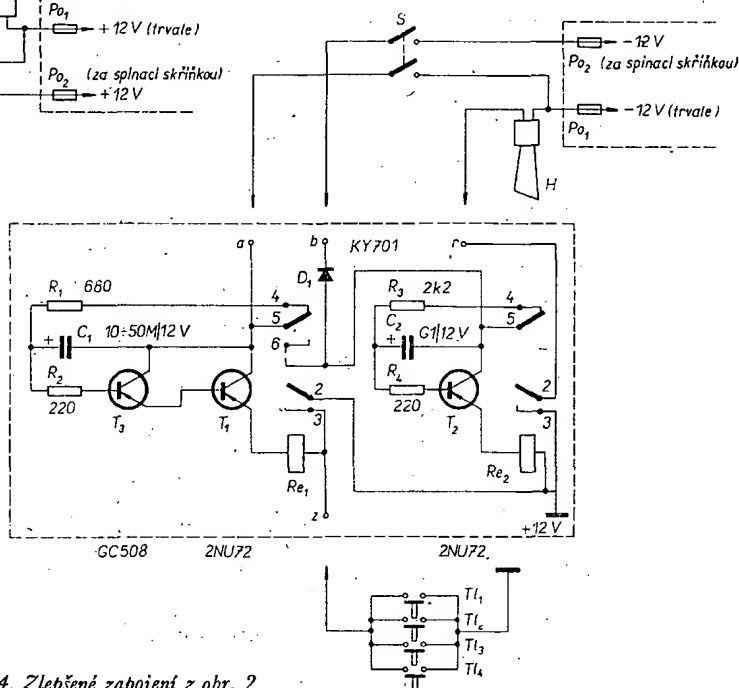 Po₁
+12 V (trvale)
Po₂ (za spínací skříňkou)
+12 V
S
−12 V
Po₂ (za spínací skříňkou)
−12 V (trvale)
Po₁
H
a
b
KY701
r
D₁
R₁ 680
4
5
6
C₁ 10÷50M/12 V
+
R₂
220
T₃
T₁
2
3
Re₁
z
R₃ 2k2
4
5
C₂ G1/12 V
+
R₄
220
T₂
2
3
Re₂
+12 V
GC508 2NU72 2NU72
Tl₁
Tl₂
Tl₃
Tl₄
4. Zlepšené zapojení z obr. 2